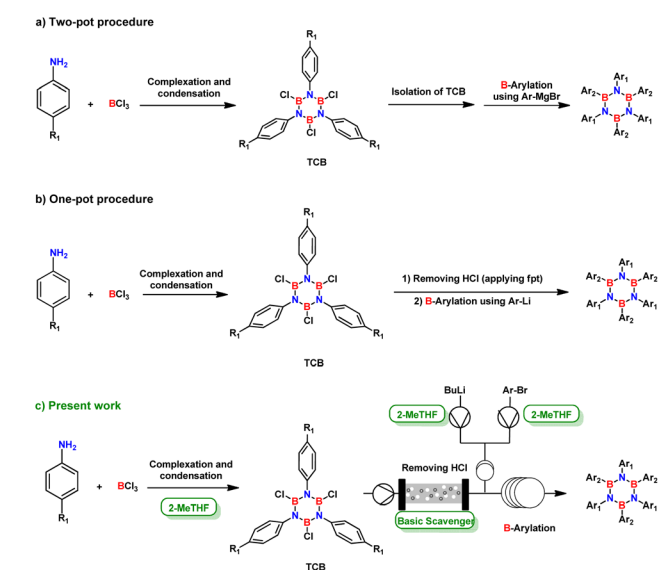 a) Two-pot procedure
NH2
R1
+
BCl3
Complexation and
condensation
R1
Cl B N B Cl
N B N
Cl
R1
R1
TCB
Isolation of TCB
B-Arylation
using Ar-MgBr
Ar1
Ar2 B N B Ar2
Ar1 N B N Ar1
Ar2
b) One-pot procedure
NH2
R1
+
BCl3
Complexation and
condensation
R1
Cl B N B Cl
N B N
Cl
R1
R1
TCB
1) Removing HCl (applying fpt)
2) B-Arylation using Ar-Li
Ar1
Ar2 B N B Ar2
Ar1 N B N Ar1
Ar2
c) Present work
NH2
R1
+
BCl3
Complexation and
condensation
2-MeTHF
R1
Cl B N B Cl
N B N
Cl
R1
R1
TCB
BuLi
Ar-Br
2-MeTHF
2-MeTHF
Removing HCl
Basic Scavenger
B-Arylation
Ar1
Ar2 B N B Ar2
Ar1 N B N Ar1
Ar2